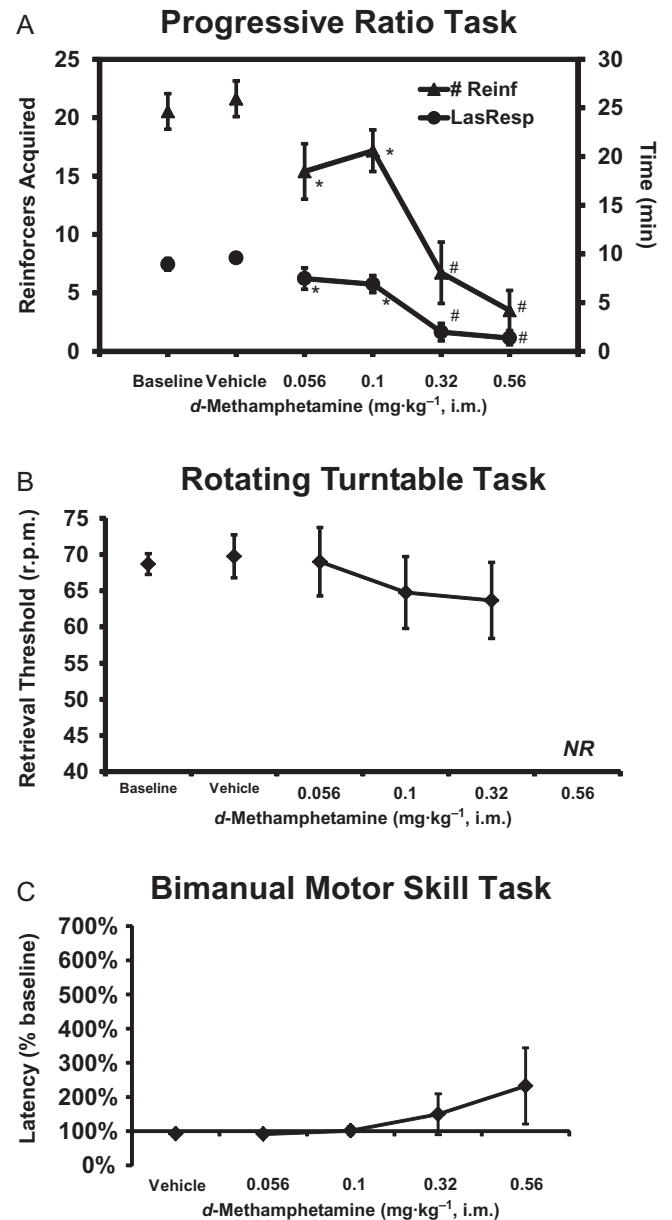 A
Progressive Ratio Task
25
20
15
10
5
0
Reinforcers Acquired
30
25
20
15
10
5
0
Time (min)
# Reinf
LasResp
*
*
#
#
*
*
#
#
Baseline Vehicle 0.056 0.1 0.32 0.56
d-Methamphetamine (mg·kg⁻¹, i.m.)
B
Rotating Turntable Task
75
70
65
60
55
50
45
40
Retrieval Threshold (r.p.m.)
NR
Baseline Vehicle 0.056 0.1 0.32 0.56
d-Methamphetamine (mg·kg⁻¹, i.m.)
C
Bimanual Motor Skill Task
700%
600%
500%
400%
300%
200%
100%
0%
Latency (% baseline)
Vehicle 0.056 0.1 0.32 0.56
d-Methamphetamine (mg·kg⁻¹, i.m.)